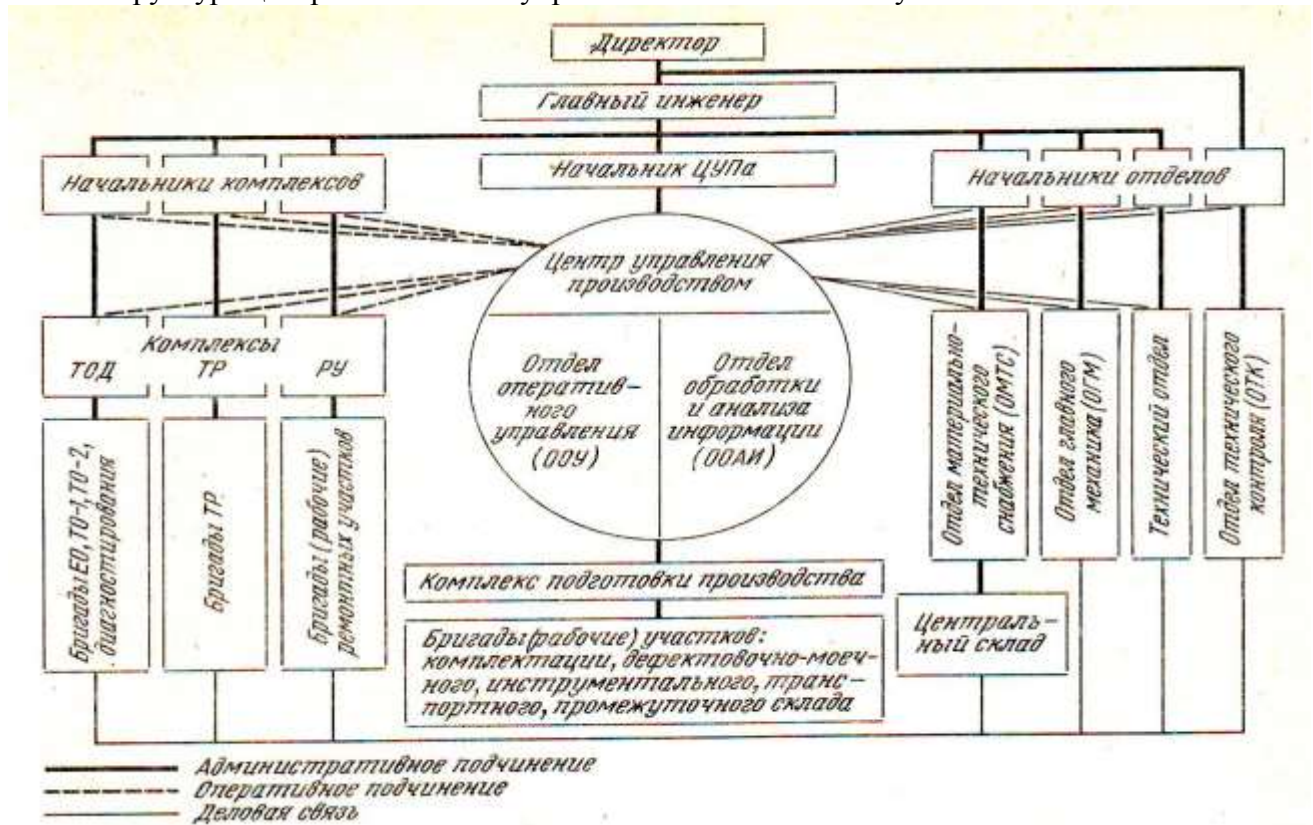 Директор
Главный инженер
Начальники комплексов
Начальник ЦУПа
Начальники отделов
Центр управления
производством
Отдел
оператив-
ного
управления
(ООУ)
Отдел
обработки
и анализа
информации
(ООАИ)
Комплексы
ТОД
ТР
РУ
Бригады ЕО, ТО-1, ТО-2,
диагностирования
Бригады ТР
Бригады (рабочие)
ремонтных участков
Отдел материально-
технического
снабжения (ОМТС)
Отдел главного
механика (ОГМ)
Технический отдел
Отдел технического
контроля (ОТК)
Комплекс подготовки производства
Бригады (рабочие) участков:
комплектации, дефектовочно-моеч-
ного, инструментального, транс-
портного, промежуточного склада
Централь-
ный склад
Административное подчинение
Оперативное подчинение
Деловая связь